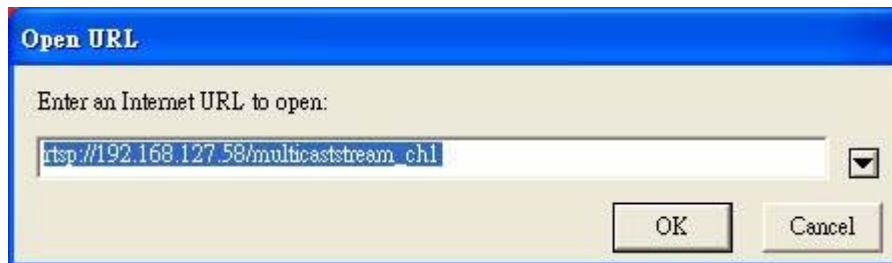 Open URL
Enter an Internet URL to open:
rtsp://192.168.127.58/multicaststream_ch1
OK
Cancel